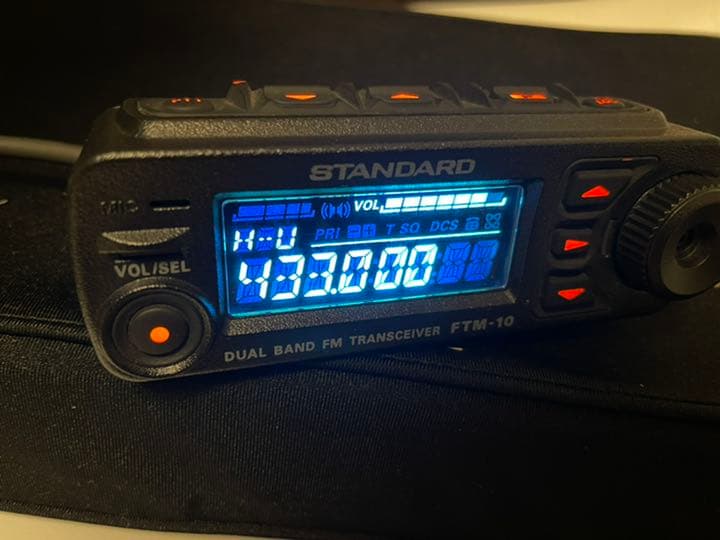 STANDARD
MIC
VOL
H-U
PRI T SQ DCS
433.000
VOL/SEL
DUAL BAND FM TRANSCEIVER FTM-10